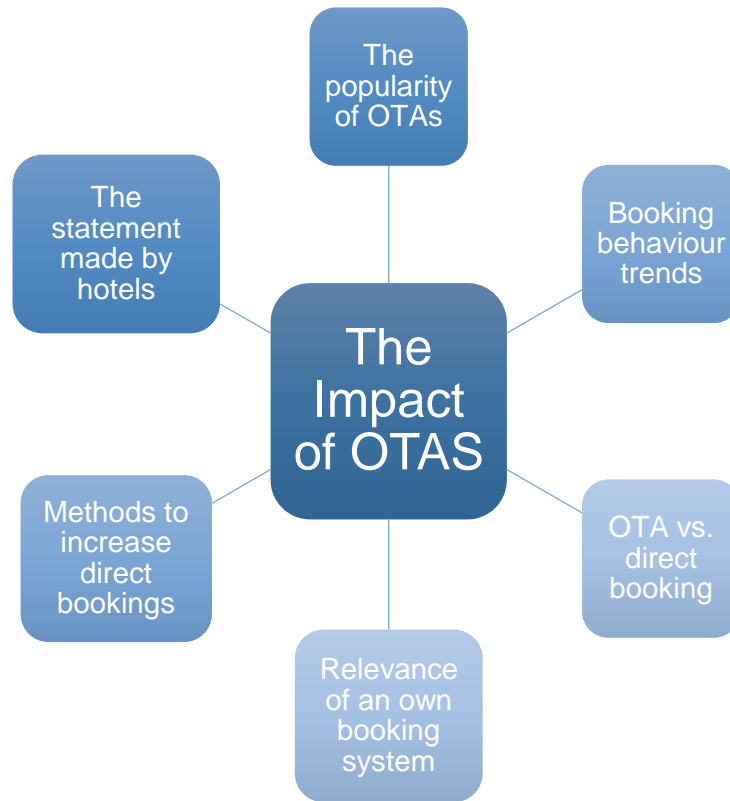 The
popularity
of OTAs
The
statement
made by
hotels
Booking
behaviour
trends
The
Impact
of OTAS
Methods to
increase
direct
bookings
OTA vs.
direct
booking
Relevance
of an own
booking
system